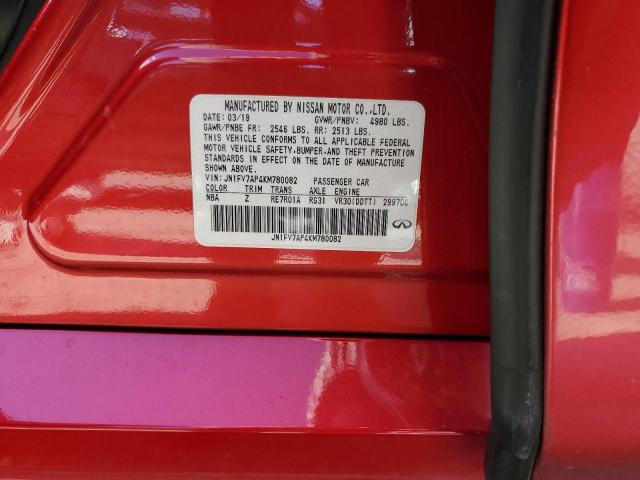 MANUFACTURED BY NISSAN MOTOR CO.,LTD.
DATE: 03/19 GVWR/PNBV: 4980 LBS.
GAWR/PNBE FR: 2546 LBS. RR: 2513 LBS.
THIS VEHICLE CONFORMS TO ALL APPLICABLE FEDERAL
MOTOR VEHICLE SAFETY,BUMPER,AND THEFT PREVENTION
STANDARDS IN EFFECT ON THE DATE OF MANUFACTURE
SHOWN ABOVE.
VIN: JN1FV7AP4KM780082 PASSENGER CAR
COLOR TRIM TRANS AXLE ENGINE
NBA Z RE7R01A RG31 VR30(DDTT) 2997CC
JN1FV7AP4KM780082